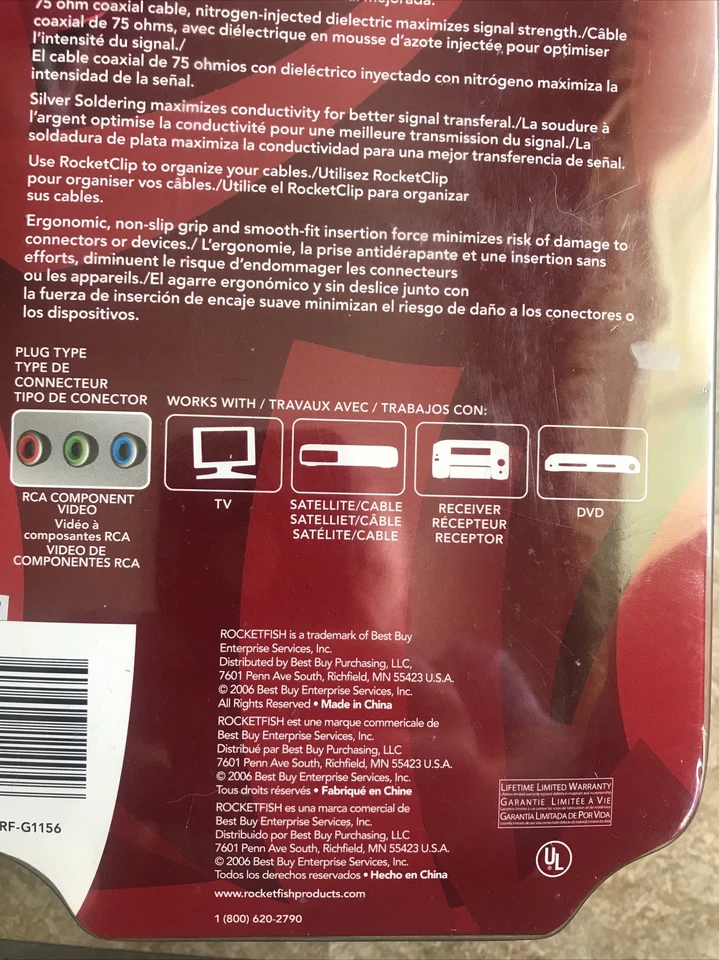 75 ohm coaxial cable, nitrogen-injected dielectric maximizes signal strength./Câble
coaxial de 75 ohms, avec diélectrique en mousse d'azote injectée pour optimiser
l'intensité du signal./
El cable coaxial de 75 ohmios con dieléctrico inyectado con nitrógeno maximiza la
intensidad de la señal.
Silver Soldering maximizes conductivity for better signal transferal./La soudure à
l'argent optimise la conductivité pour une meilleure transmission du signal./La
soldadura de plata maximiza la conductividad para una mejor transferencia de señal.
Use RocketClip to organize your cables./Utilisez RocketClip
pour organiser vos câbles./Utilice el RocketClip para organizar
sus cables.
Ergonomic, non-slip grip and smooth-fit insertion force minimizes risk of damage to
connectors or devices./ L'ergonomie, la prise antidérapante et une insertion sans
efforts, diminuent le risque d'endommager les connecteurs
ou les appareils./El agarre ergonómico y sin deslice junto con
la fuerza de inserción de encaje suave minimizan el riesgo de daño a los conectores o
los dispositivos.
PLUG TYPE
TYPE DE
CONNECTEUR
TIPO DE CONECTOR
WORKS WITH / TRAVAUX AVEC / TRABAJOS CON:
RCA COMPONENT
VIDEO
Vidéo à
composantes RCA
VIDEO DE
COMPONENTES RCA
TV
SATELLITE/CABLE
SATELLIET/CÂBLE
SATÉLITE/CABLE
RECEIVER
RÉCEPTEUR
RECEPTOR
DVD
ROCKETFISH is a trademark of Best Buy
Enterprise Services, Inc.
Distributed by Best Buy Purchasing, LLC,
7601 Penn Ave South, Richfield, MN 55423 U.S.A.
© 2006 Best Buy Enterprise Services, Inc.
All Rights Reserved • Made in China
ROCKETFISH est une marque commericale de
Best Buy Enterprise Services, Inc.
Distribué par Best Buy Purchasing, LLC
7601 Penn Ave South, Richfield, MN 55423 U.S.A.
© 2006 Best Buy Enterprise Services, Inc.
Tous droits réservés • Fabriqué en Chine
ROCKETFISH es una marca comercial de
Best Buy Enterprise Services, Inc.
Distribuido por Best Buy Purchasing, LLC
7601 Penn Ave South, Richfield, MN 55423 U.S.A.
© 2006 Best Buy Enterprise Services, Inc.
Todos los derechos reservados • Hecho en China
www.rocketfishproducts.com
1 (800) 620-2790
RF-G1156
LIFETIME LIMITED WARRANTY
GARANTIE LIMITÉE À VIE
GARANTÍA LIMITADA DE POR VIDA
UL